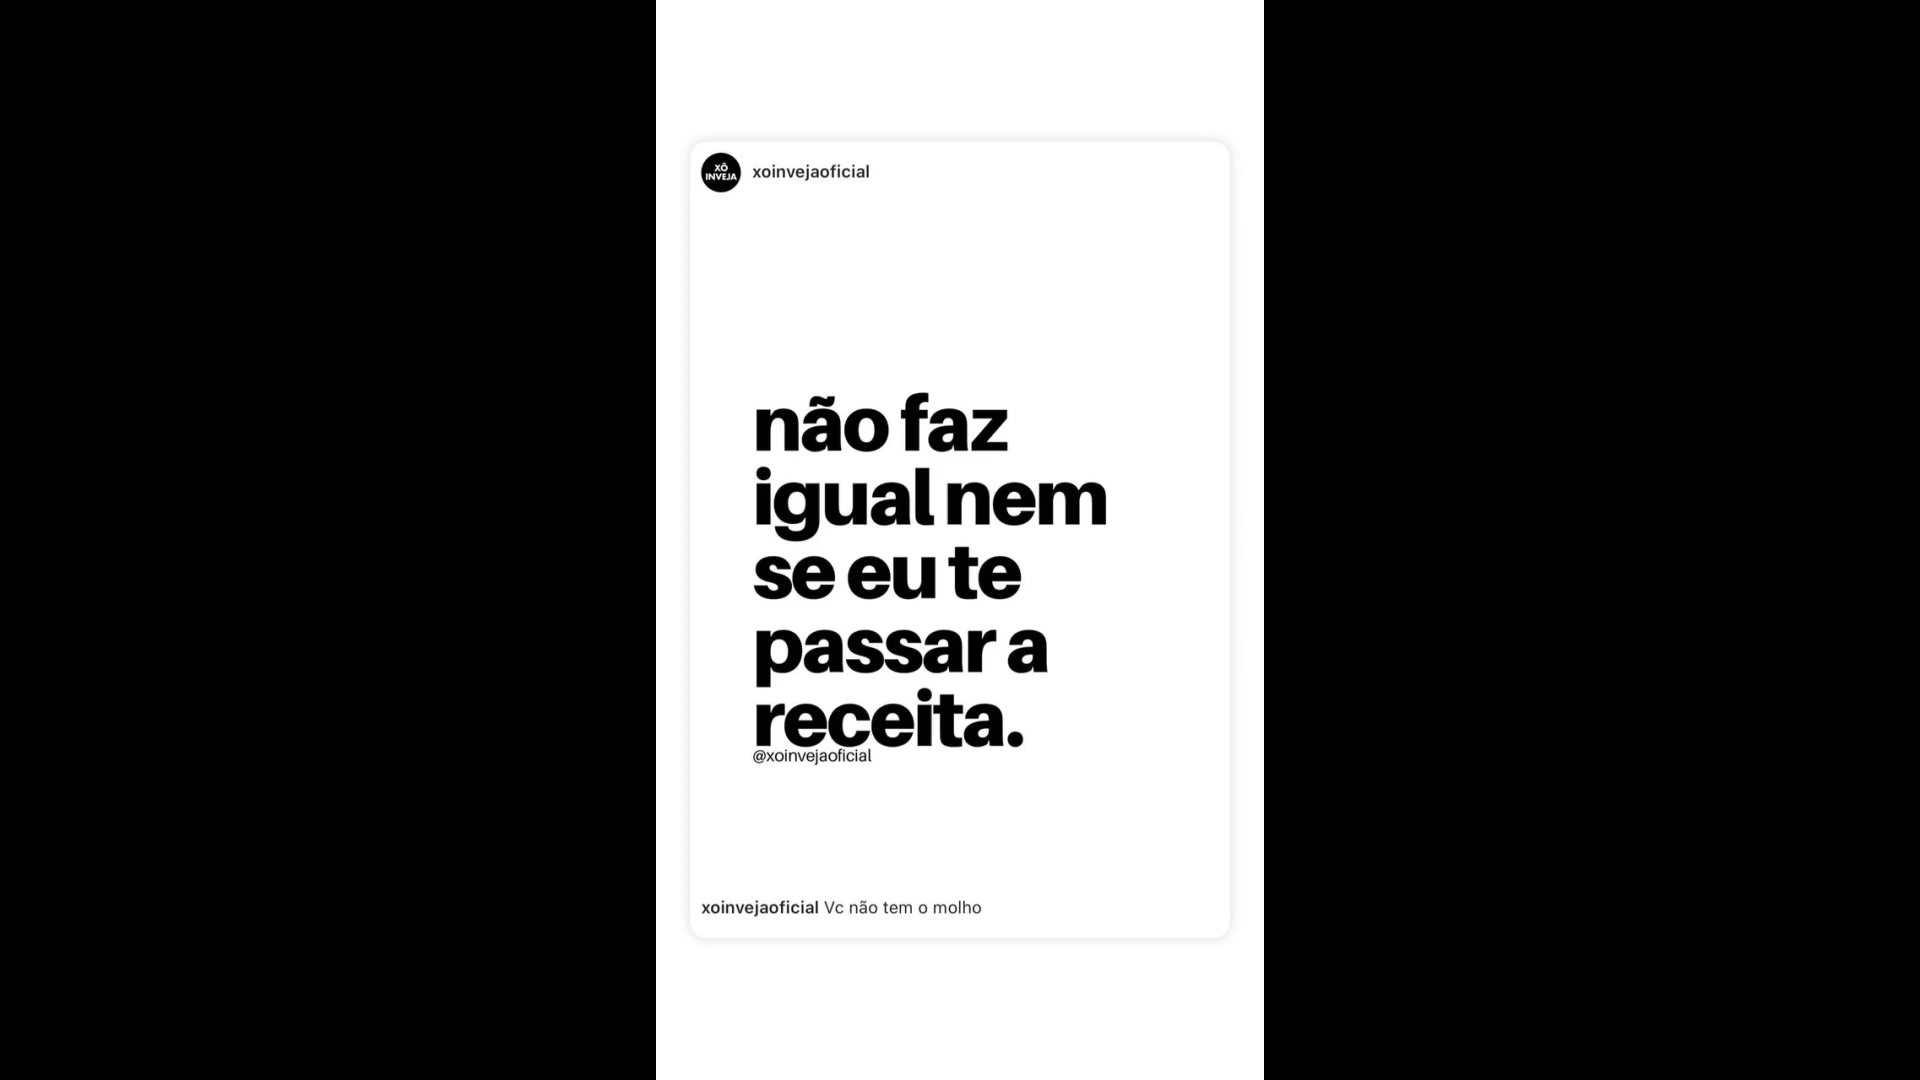 XÔ
INVEJA
xoinvejaoficial
não faz
igual nem
se eu te
passar a
receita.
@xoinvejaoficial
xoinvejaoficial Vc não tem o molho